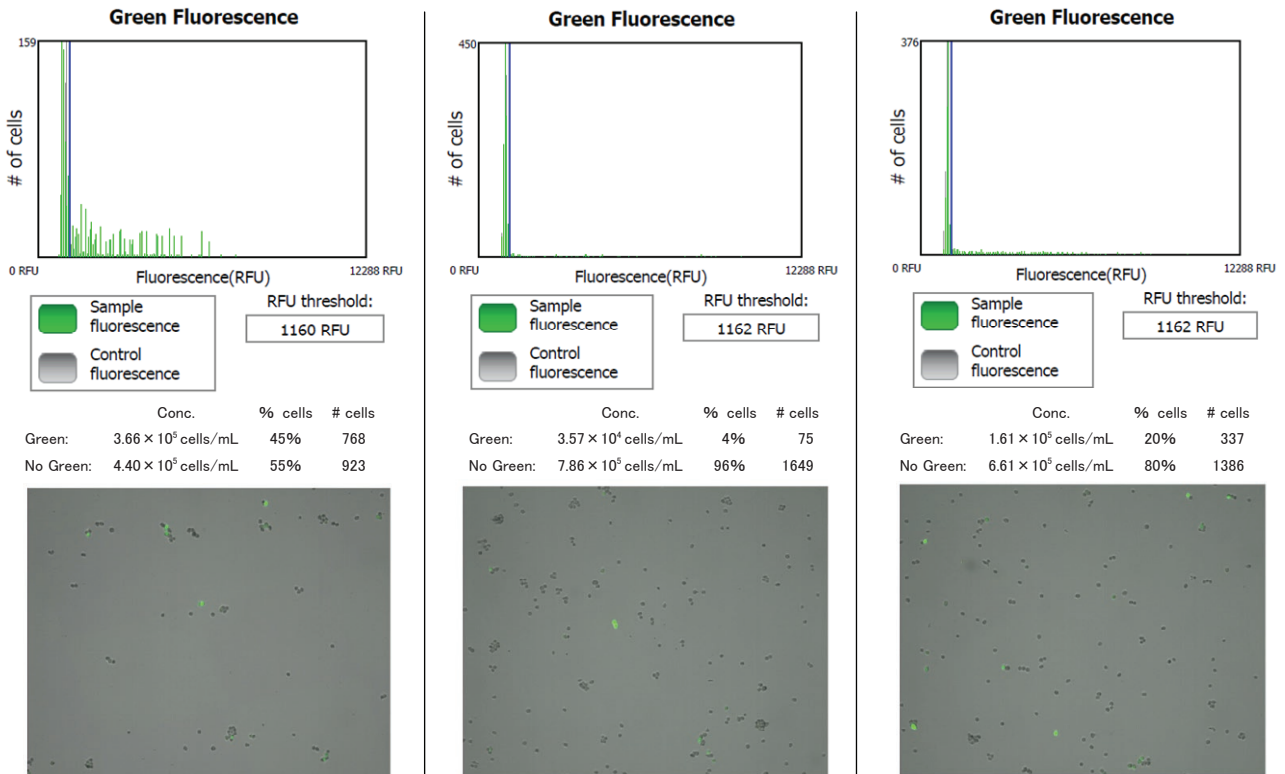 Green Fluorescence
159
# of cells
0 RFU
12288 RFU
Fluorescence(RFU)
Sample
fluorescence
Control
fluorescence
RFU threshold:
1160 RFU
Conc. % cells # cells
Green: 3.66 × 10⁵ cells/mL 45% 768
No Green: 4.40 × 10⁵ cells/mL 55% 923
Green Fluorescence
450
# of cells
0 RFU
12288 RFU
Fluorescence(RFU)
Sample
fluorescence
Control
fluorescence
RFU threshold:
1162 RFU
Conc. % cells # cells
Green: 3.57 × 10⁴ cells/mL 4% 75
No Green: 7.86 × 10⁵ cells/mL 96% 1649
Green Fluorescence
376
# of cells
0 RFU
12288 RFU
Fluorescence(RFU)
Sample
fluorescence
Control
fluorescence
RFU threshold:
1162 RFU
Conc. % cells # cells
Green: 1.61 × 10⁵ cells/mL 20% 337
No Green: 6.61 × 10⁵ cells/mL 80% 1386